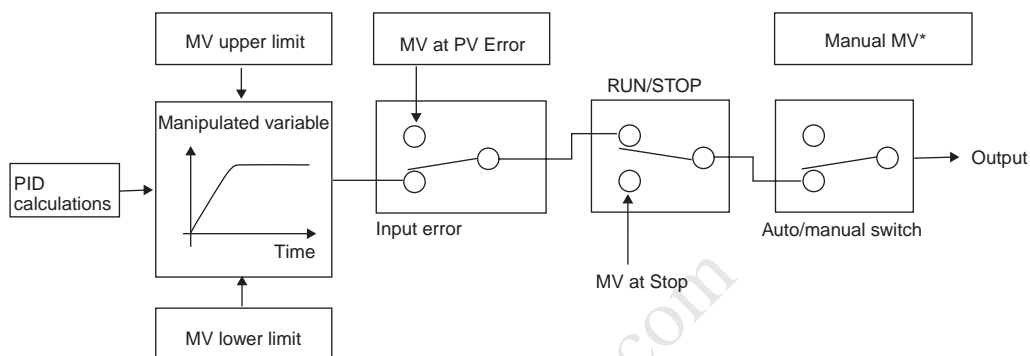 MV upper limit
MV at PV Error
Manual MV*
RUN/STOP
Manipulated variable
PID
calculations
Time
Input error
MV at Stop
Auto/manual switch
Output
MV lower limit
com